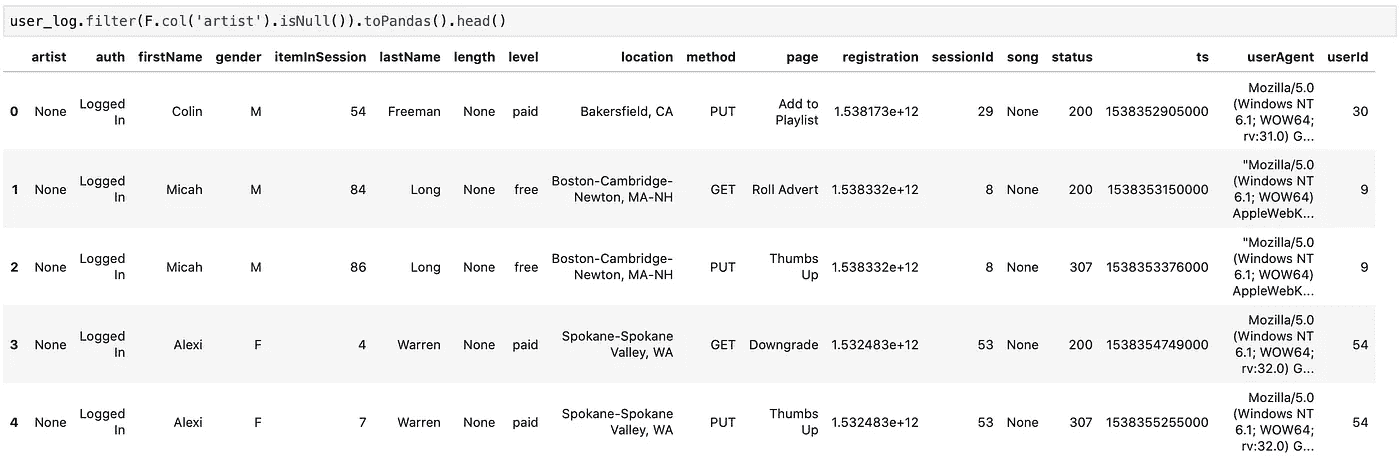 user_log.filter(F.col('artist').isNull()).toPandas().head()
artist auth firstName gender itemInSession lastName length level location method page registration sessionId song status ts userAgent userId
0 None Logged In Colin M 54 Freeman None paid Bakersfield, CA PUT Add to Playlist 1.538173e+12 29 None 200 1538352905000 Mozilla/5.0 (Windows NT 6.1; WOW64; rv:31.0) G... 30
1 None Logged In Micah M 84 Long None free Boston-Cambridge-Newton, MA-NH GET Roll Advert 1.538332e+12 8 None 200 1538353150000 "Mozilla/5.0 (Windows NT 6.1; WOW64) AppleWebK... 9
2 None Logged In Micah M 86 Long None free Boston-Cambridge-Newton, MA-NH PUT Thumbs Up 1.538332e+12 8 None 307 1538353376000 "Mozilla/5.0 (Windows NT 6.1; WOW64) AppleWebK... 9
3 None Logged In Alexi F 4 Warren None paid Spokane-Spokane Valley, WA GET Downgrade 1.532483e+12 53 None 200 1538354749000 Mozilla/5.0 (Windows NT 6.1; WOW64; rv:32.0) G... 54
4 None Logged In Alexi F 7 Warren None paid Spokane-Spokane Valley, WA PUT Thumbs Up 1.532483e+12 53 None 307 1538355255000 Mozilla/5.0 (Windows NT 6.1; WOW64; rv:32.0) G... 54